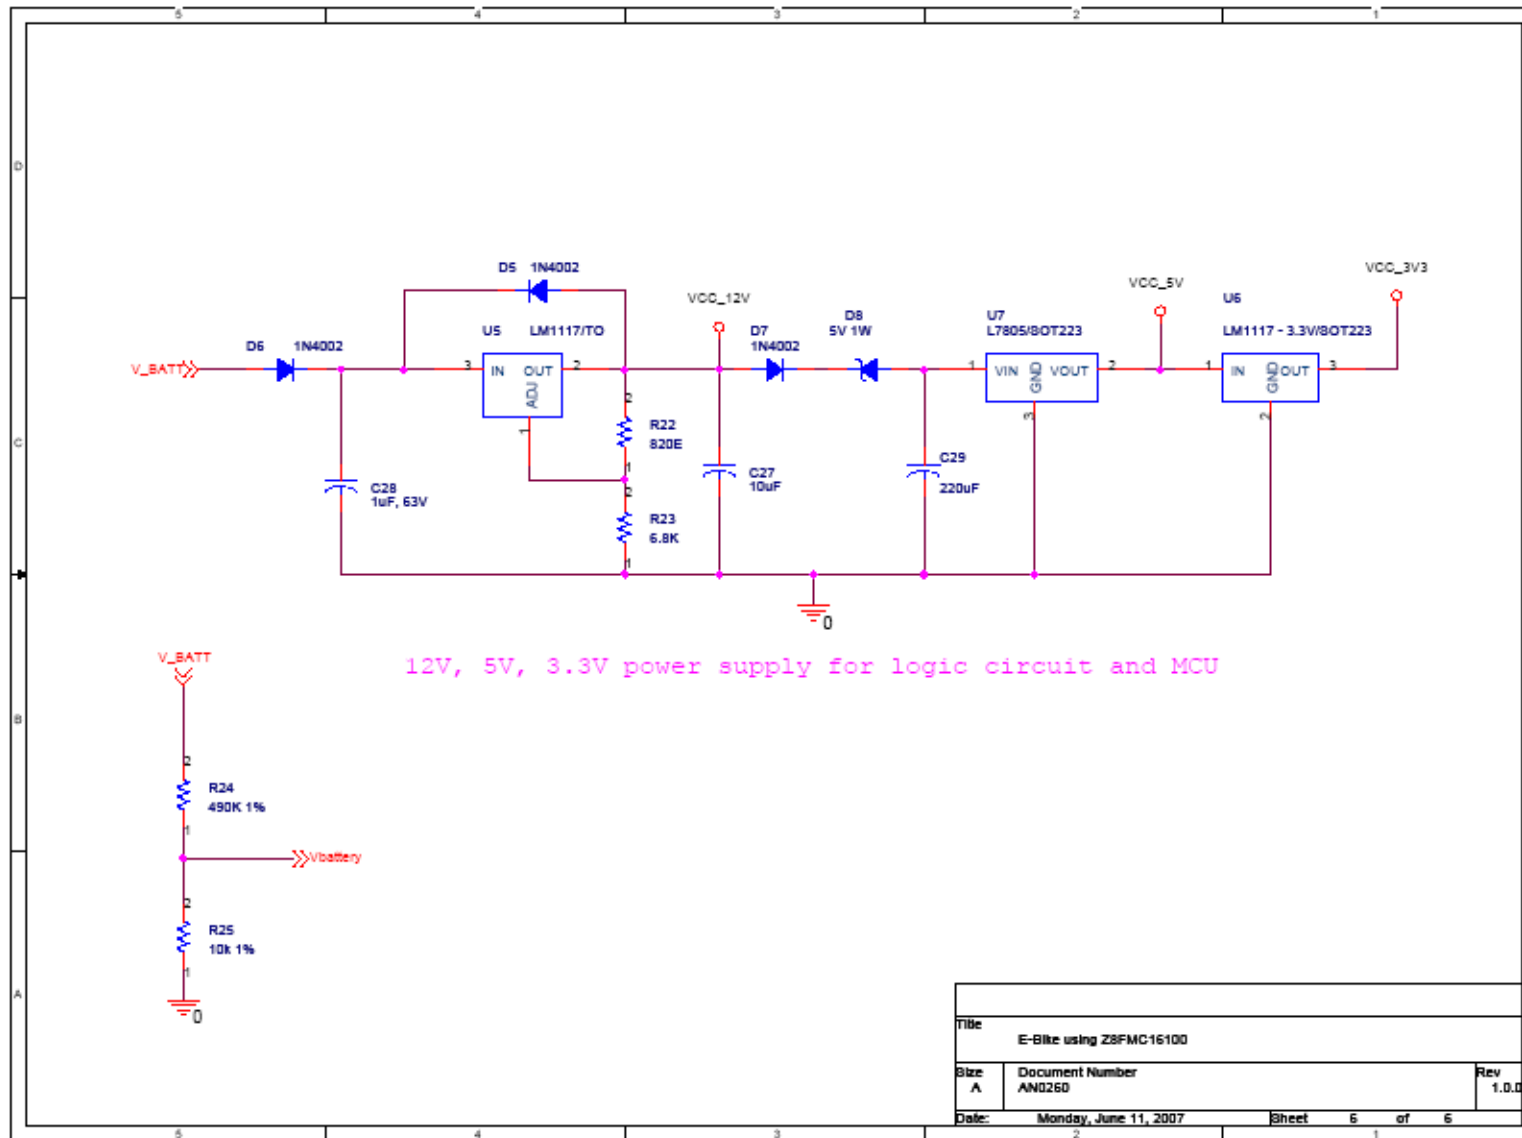 5 4 3 2 1
D
D5 1N4002
VCC_3V3
VCC_12V
VCC_5V
U6
U5 LM1117/TO
D8
U7
D7
5V 1W
L7805/SOT223
LM1117 - 3.3V/SOT223
D6 1N4002
1N4002
V_BATT
3 IN OUT 2
1 VIN VOUT 2
1 IN OUT 3
ADJ
GND
GND
1
3
2
2
R22
820E
1
C
C28
1uF, 63V
C27
10uF
C29
220uF
2
R23
6.8K
1
0
V_BATT
12V, 5V, 3.3V power supply for logic circuit and MCU
B
2
R24
490K 1%
1
Vbattery
2
R25
10k 1%
1
A
0
Title
E-Bike using Z8FMC16100
Size Document Number Rev
A AN0260 1.0.0
Date: Monday, June 11, 2007 Sheet 6 of 6
5 4 3 2 1